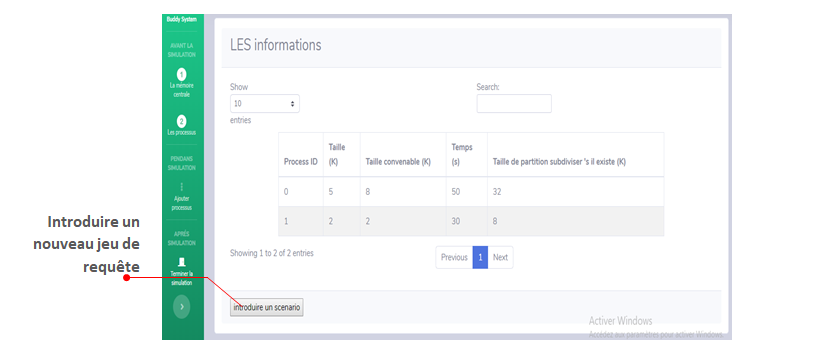 Introduire un
nouveau jeu de
requête
Buddy System
AVANT LA
SIMULATION
1
La mémoire
centrale
2
Les processus
PENDANS
SIMULATION
Ajouter
processus
APRÉS
SIMULATION
Terminer la
simulation
LES informations
Show
10
entries
Search:
Process ID Taille (K) Taille convenable (K) Temps (s) Taille de partition subdiviser 's il existe (K)
0 5 8 50 32
1 2 2 30 8
Showing 1 to 2 of 2 entries
Previous 1 Next
introduire un scenario
Activer Windows
Accédez aux paramètres pour activer Windows.